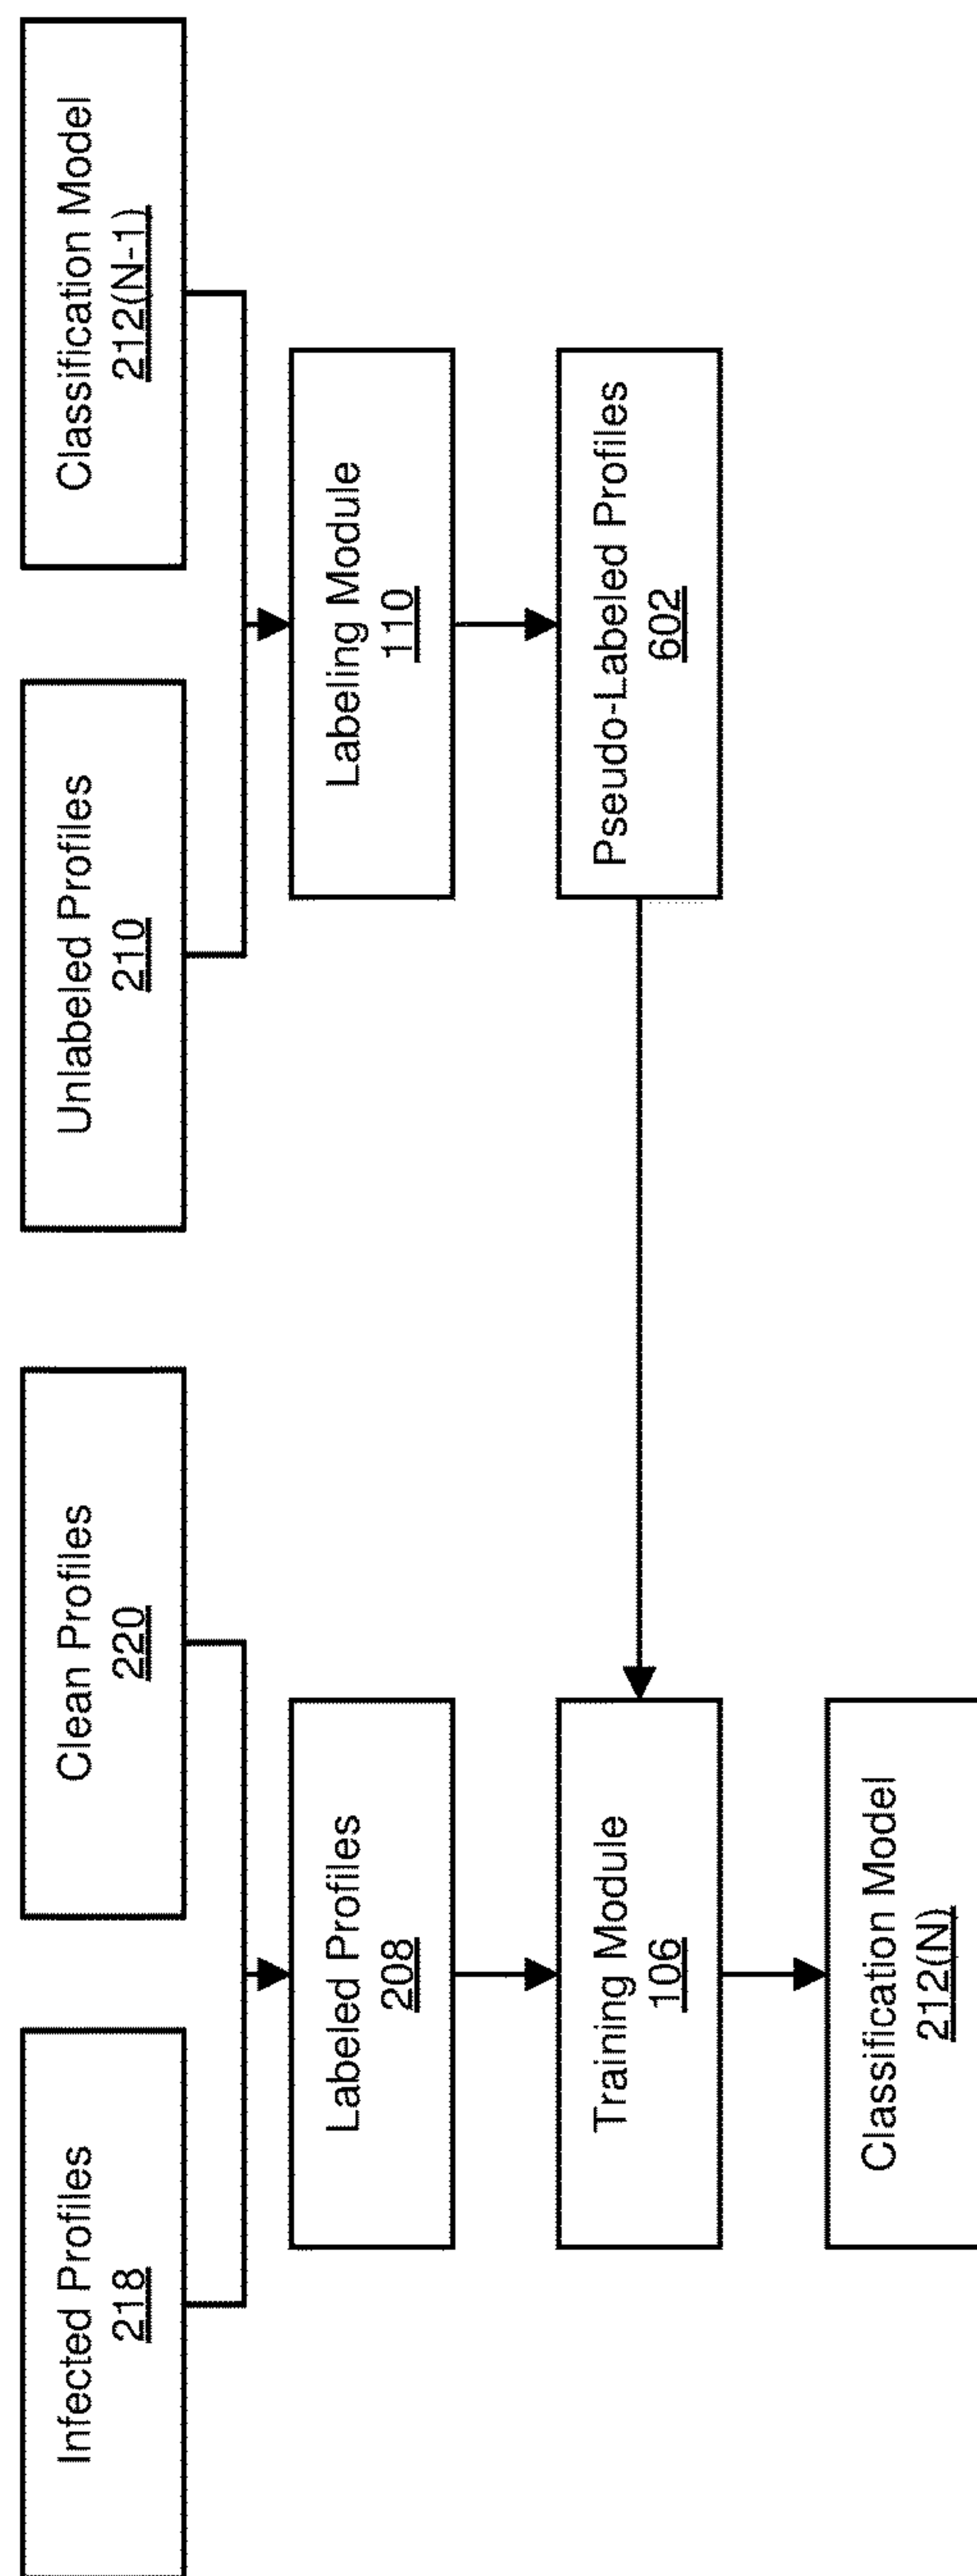 Infected Profiles
218
Clean Profiles
220
Unlabeled Profiles
210
Classification Model
212(N-1)
Labeled Profiles
208
Labeling Module
110
Training Module
106
Pseudo-Labeled Profiles
602
Classification Model
212(N)